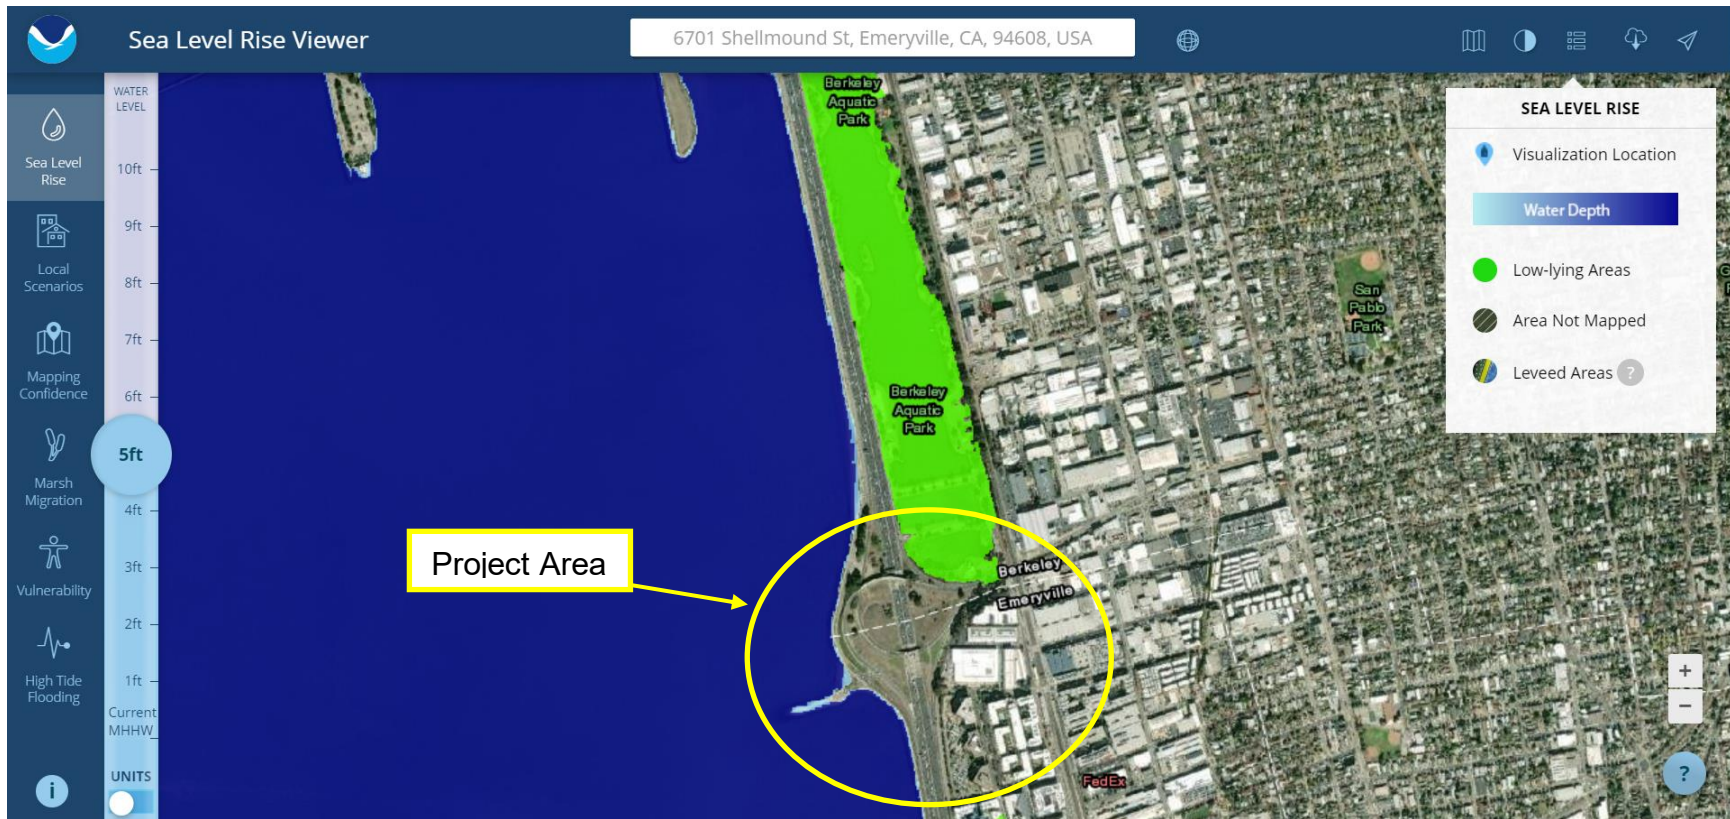 Sea Level Rise Viewer
6701 Shellmound St, Emeryville, CA, 94608, USA
Sea Level
Rise
Local
Scenarios
Mapping
Confidence
Marsh
Migration
Vulnerability
High Tide
Flooding
i
WATER
LEVEL
10ft
9ft
8ft
7ft
6ft
5ft
4ft
3ft
2ft
1ft
Current
MHHW
UNITS
Berkeley
Aquatic
Park
Berkeley
Aquatic
Park
San
Pablo
Park
Project Area
Berkeley
Emeryville
FedEx
SEA LEVEL RISE
Visualization Location
Water Depth
Low-lying Areas
Area Not Mapped
Leveed Areas ?
+
−
?